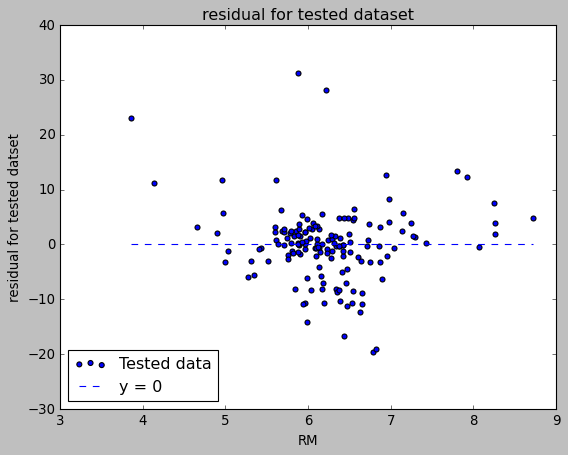 residual for tested dataset
40
30
20
10
0
−10
−20
−30
residual for tested datset
Tested data
y = 0
3 4 5 6 7 8 9
RM